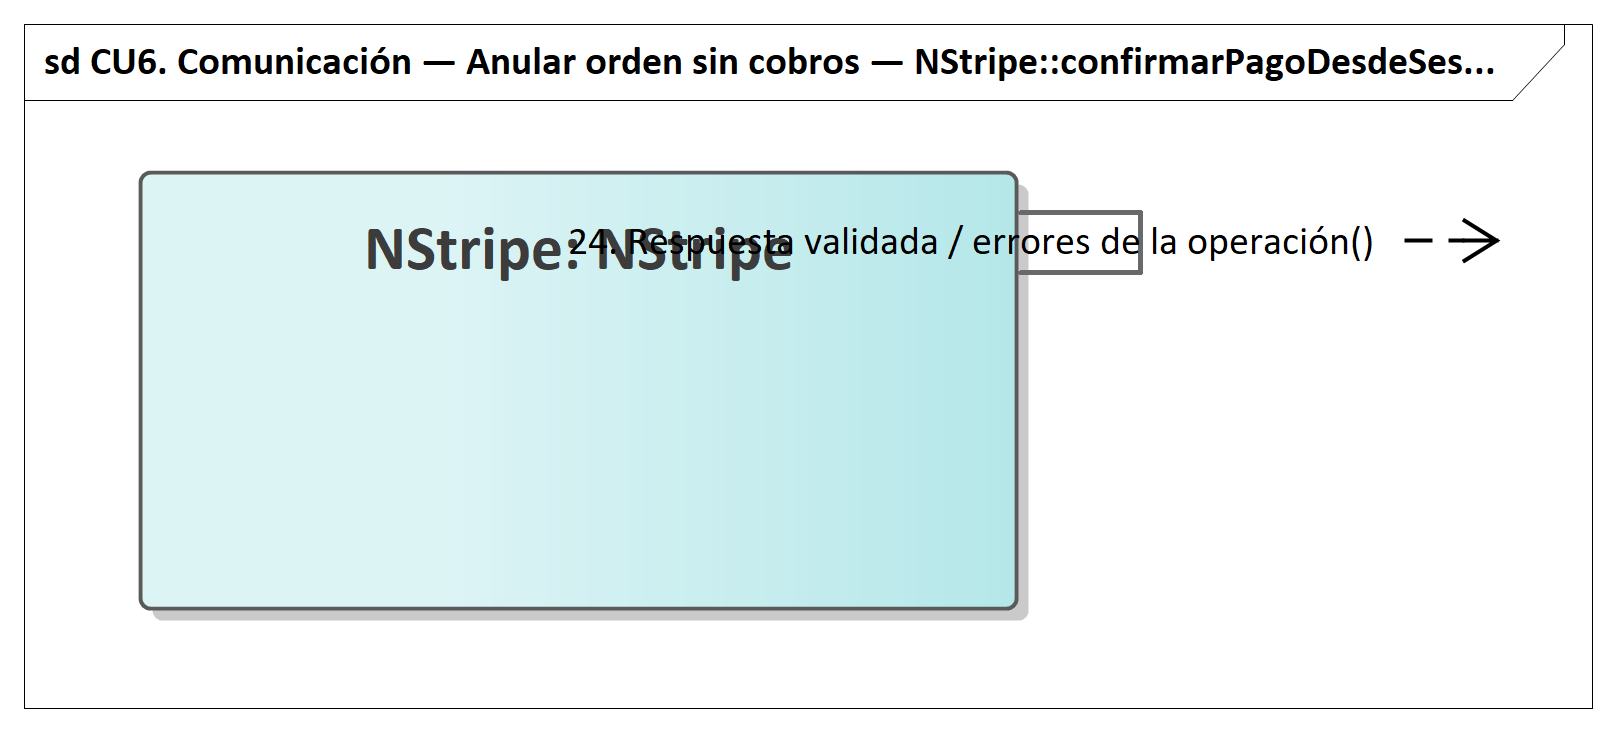 sd CU6. Comunicación — Anular orden sin cobros — NStripe::confirmarPagoDesdeSes...
NStripe: NStripe
24. Respuesta validada / errores de la operación()